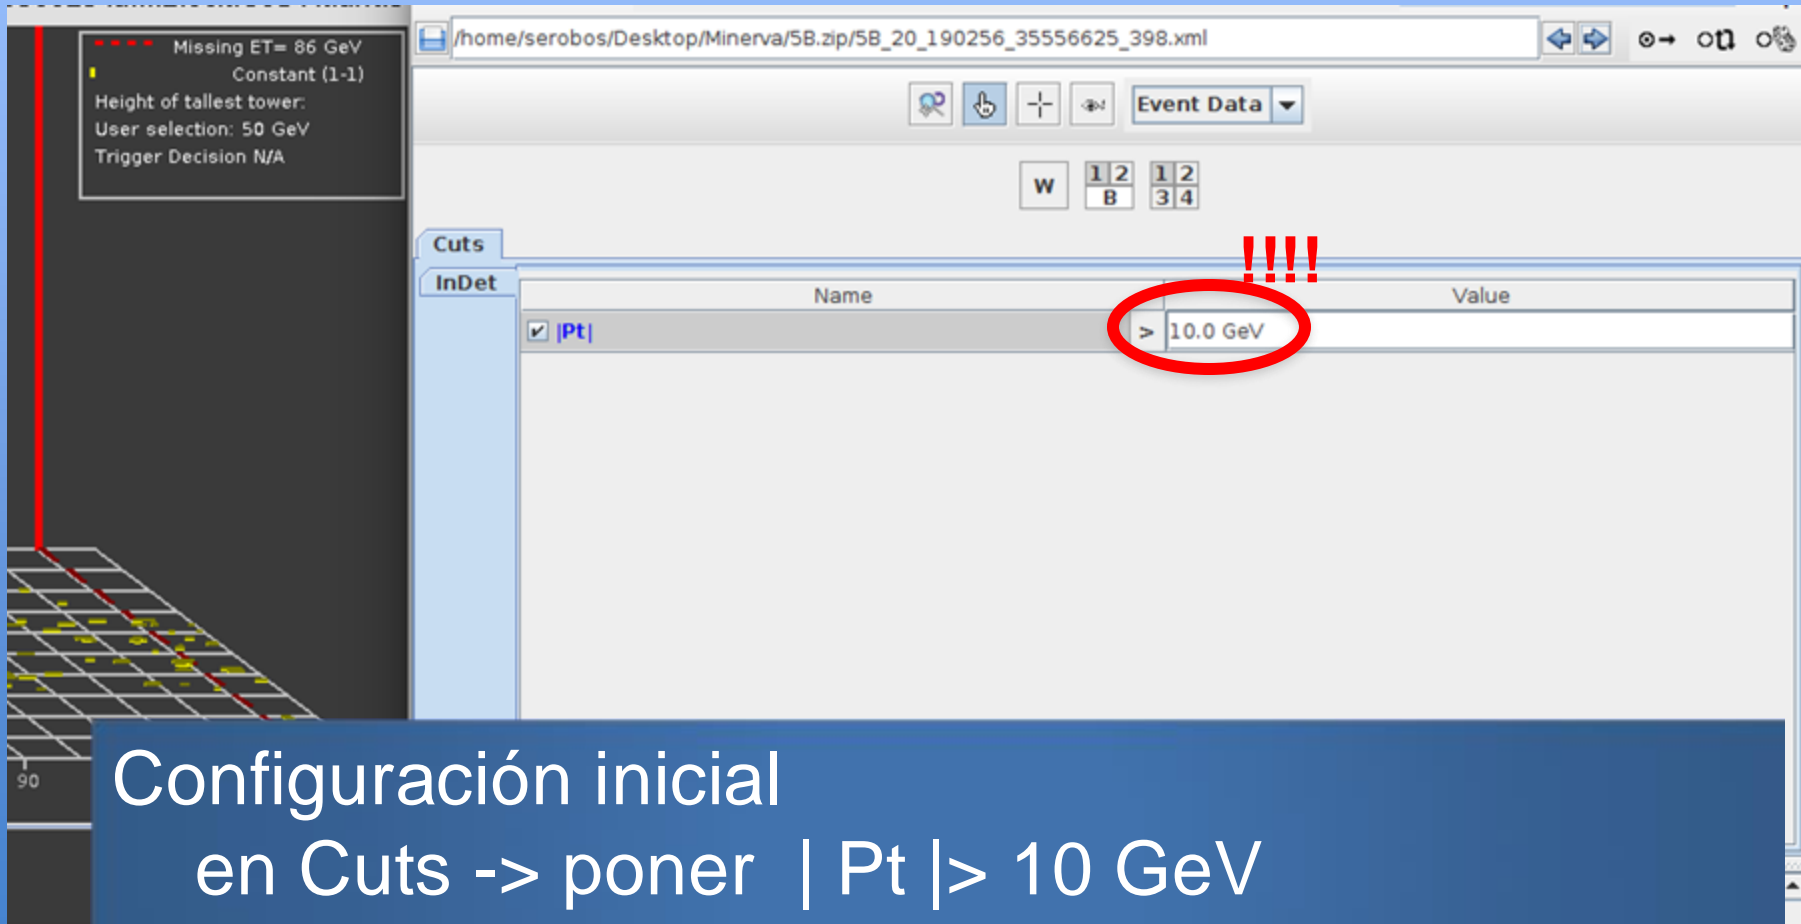 Missing ET= 86 GeV
Constant (1-1)
Height of tallest tower:
User selection: 50 GeV
Trigger Decision N/A
/home/serobos/Desktop/Minerva/5B.zip/5B_20_190256_35556625_398.xml
Event Data
W
1 2
B
1 2
3 4
Cuts
!!!!
InDet
Name Value
|Pt| > 10.0 GeV
90
Configuración inicial
en Cuts -> poner | Pt |> 10 GeV